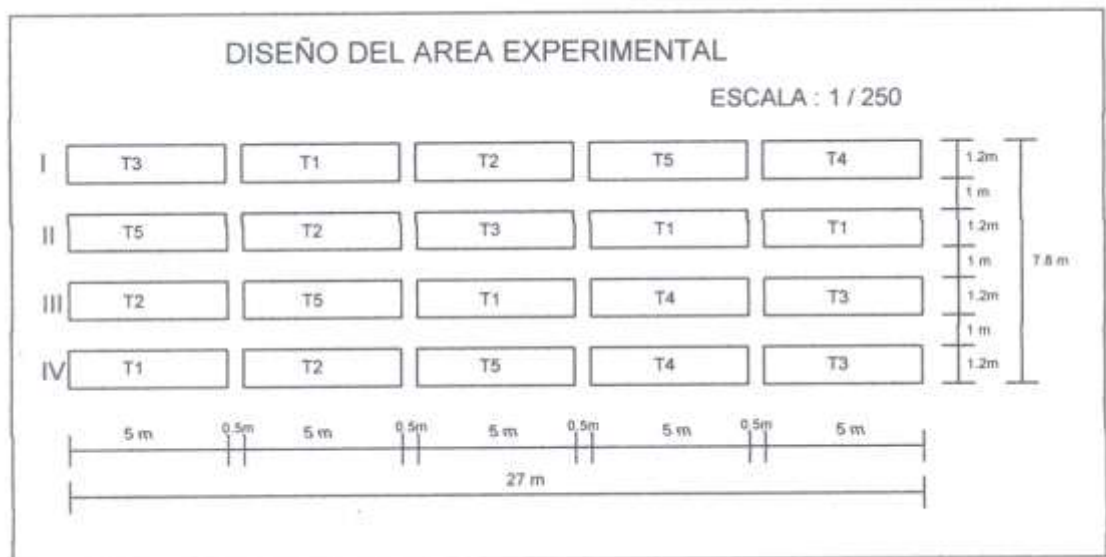 DISEÑO DEL AREA EXPERIMENTAL
ESCALA : 1 / 250
I T3 T1 T2 T5 T4 1.2m
1 m
II T5 T2 T3 T1 T1 1.2m
1 m 7.8 m
III T2 T5 T1 T4 T3 1.2m
1 m
IV T1 T2 T5 T4 T3 1.2m
5 m 0.5m 5 m 0.5m 5 m 0.5m 5 m 0.5m 5 m
27 m